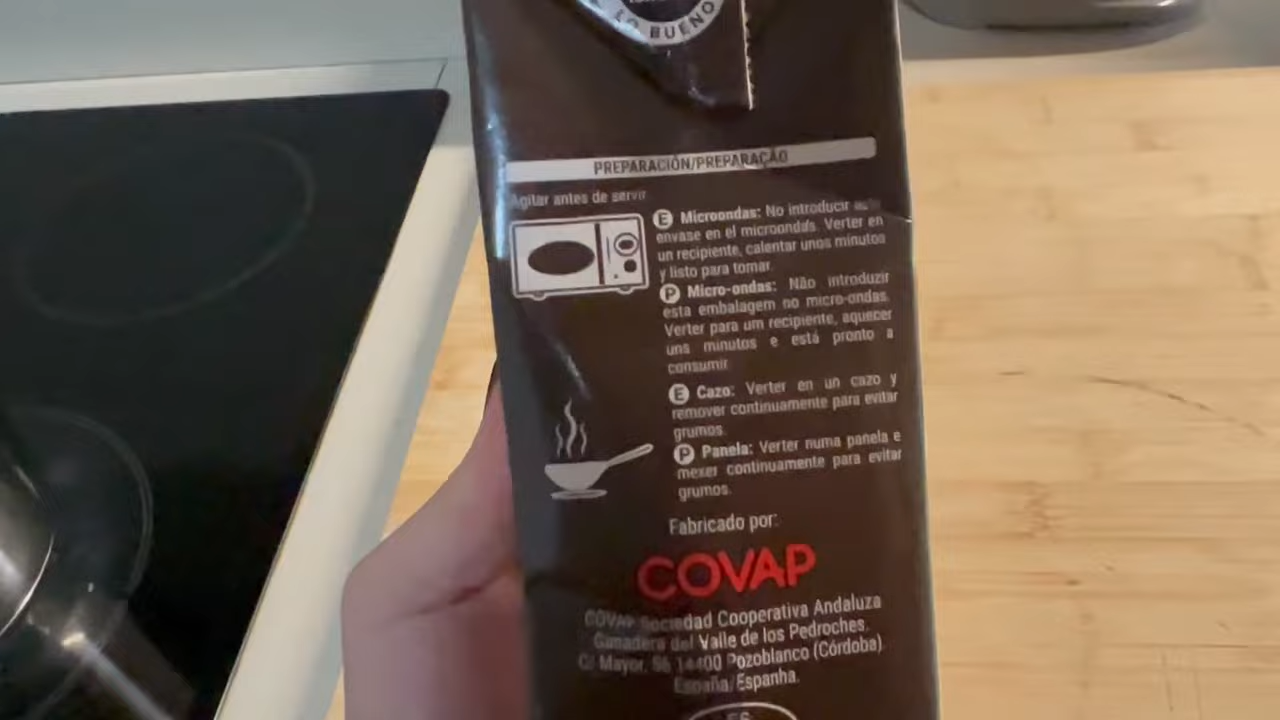 LO BUENO
PREPARACIÓN/PREPARAÇÃO
Agitar antes de servir
E Microondas: No introducir
envase en el microondas. Verter en
un recipiente, calentar unos minutos
y listo para tomar.
P Micro-ondas: Não introduzir
esta embalagem no micro-ondas.
Verter para um recipiente, aquecer
uns minutos e está pronto a
consumir.
E Cazo: Verter en un cazo y
remover continuamente para evitar
grumos.
P Panela: Verter numa panela e
mexer continuamente para evitar
grumos.
Fabricado por:
COVAP
COVAP Sociedad Cooperativa Andaluza
Ganadera del Valle de los Pedroches.
C/ Mayor, 56 14400 Pozoblanco (Córdoba)
España/Espanha.
ES